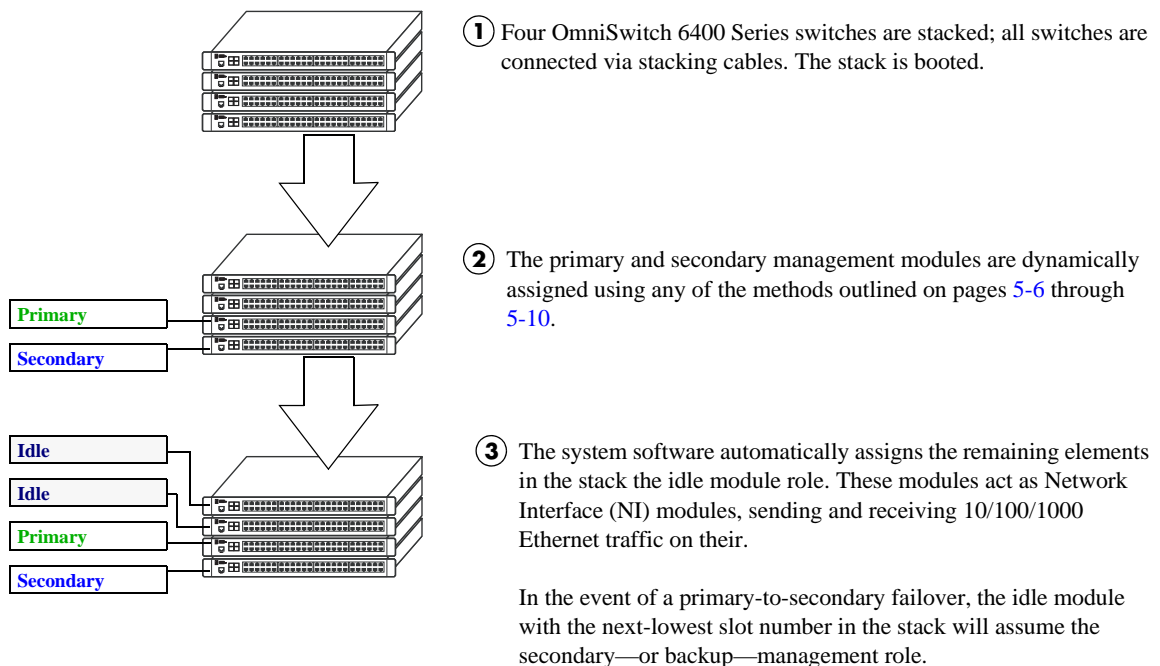 1 Four OmniSwitch 6400 Series switches are stacked; all switches are
connected via stacking cables. The stack is booted.
2 The primary and secondary management modules are dynamically
assigned using any of the methods outlined on pages 5-6 through
5-10.
Primary
Secondary
Idle
Idle
Primary
Secondary
3 The system software automatically assigns the remaining elements
in the stack the idle module role. These modules act as Network
Interface (NI) modules, sending and receiving 10/100/1000
Ethernet traffic on their.
In the event of a primary-to-secondary failover, the idle module
with the next-lowest slot number in the stack will assume the
secondary—or backup—management role.